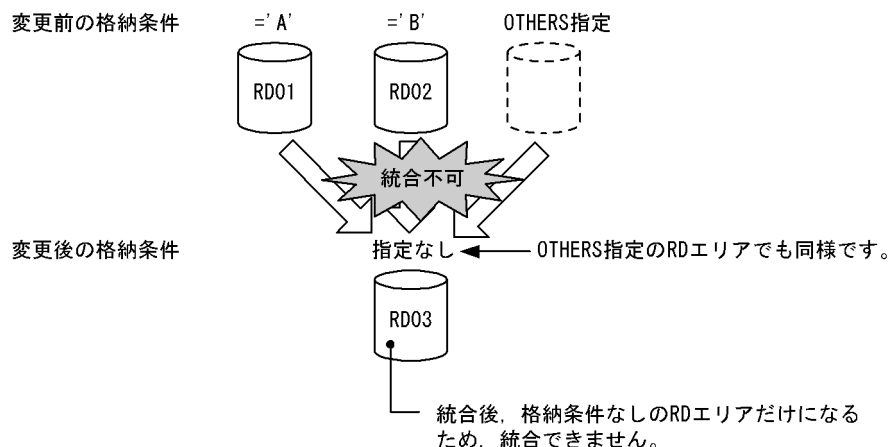 変更前の格納条件
='A'
='B'
OTHERS指定
RD01
RD02
統合不可
変更後の格納条件
指定なし
OTHERS指定のRDエリアでも同様です。
RD03
統合後，格納条件なしのRDエリアだけになる
ため，統合できません。